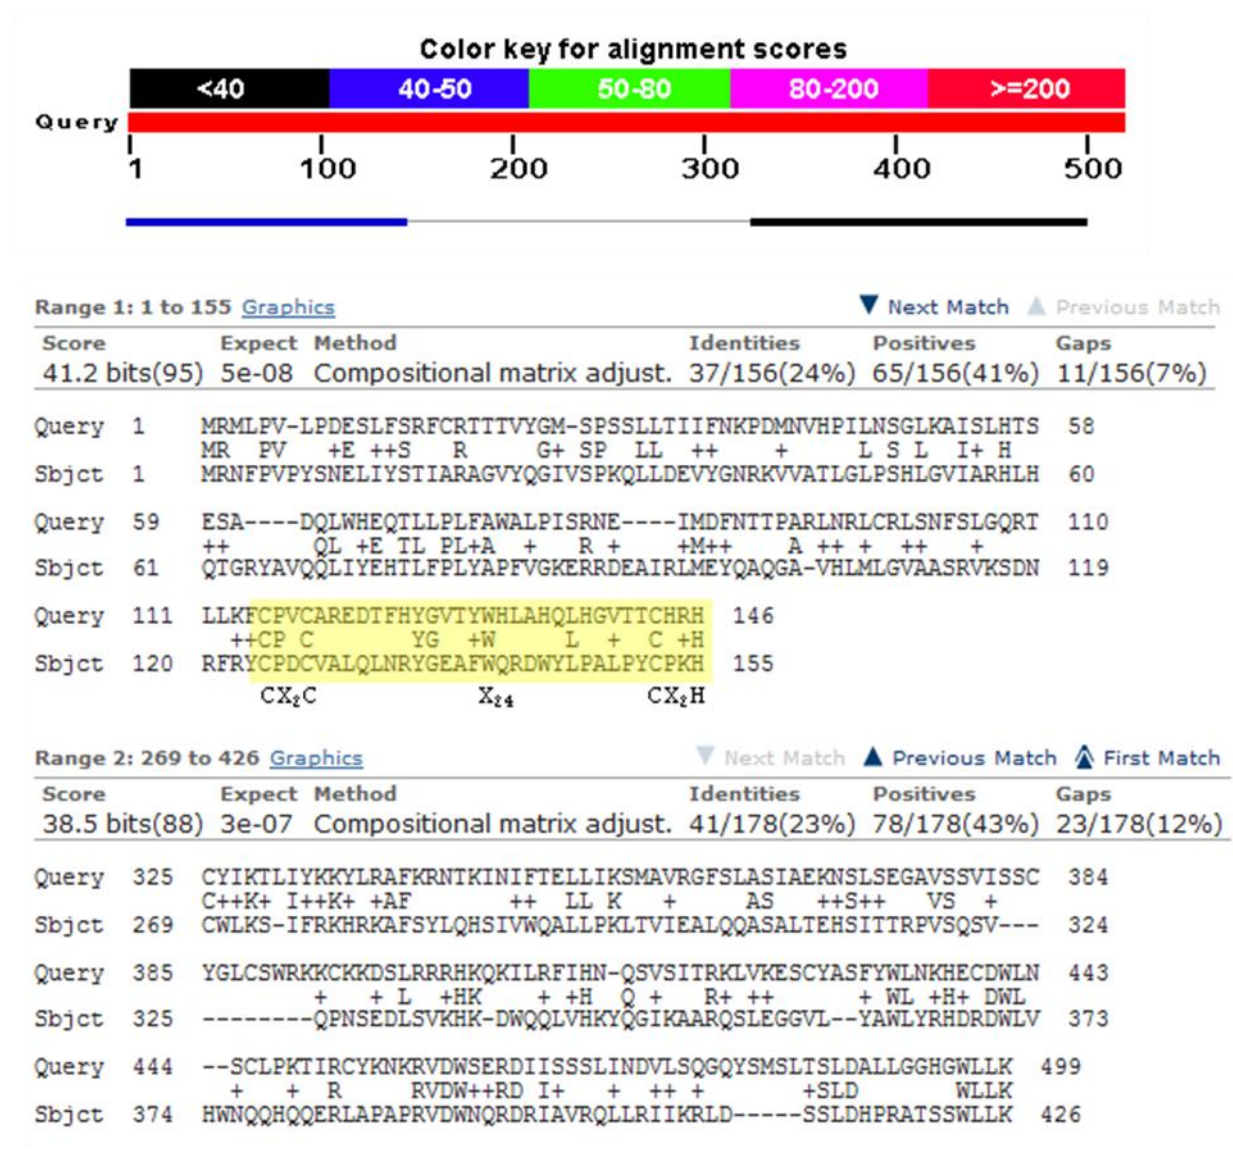 Color key for alignment scores
<40 40-50 50-80 80-200 >=200
Query
1 100 200 300 400 500
Range 1: 1 to 155 Graphics ▼ Next Match ▲ Previous Match
Score Expect Method Identities Positives Gaps
41.2 bits(95) 5e-08 Compositional matrix adjust. 37/156(24%) 65/156(41%) 11/156(7%)
Query 1 MRMLPV-LPDESLFSRFCRTTTVYGM-SPSSLLTIIFNKPDMNVHPILNSGLKAISLHTS 58
MR PV +E ++S R G+ SP LL ++ + L S L I+ H
Sbjct 1 MRNFPVPYSNELIYSTIARAGVYQGIVSPKQLLDEVYGNRKVVATLGLPSHLGVIARHLH 60
Query 59 ESA----DQLWHEQTLLPLFAWALPISRNE----IMDFNTTPARLNRLCRLSNFSLGQRT 110
++ QL +E TL PL+A + R + +M++ A ++ + ++ +
Sbjct 61 QTGRYAVQQLIYEHTLFPLYAPFVGKERRDEAIRLMEYQAQGA-VHLMLGVAASRVKSDN 119
Query 111 LLKFCPVCAREDTFHYGVTYWHLAHQLHGVTTCHRH 146
++CP C YG +W L + C +H
Sbjct 120 RFRYCPDCVALQLNRYGEAFWQRDWYLPALPYCPKH 155
CX₂C X₂₄ CX₂H
Range 2: 269 to 426 Graphics ▼ Next Match ▲ Previous Match First Match
Score Expect Method Identities Positives Gaps
38.5 bits(88) 3e-07 Compositional matrix adjust. 41/178(23%) 78/178(43%) 23/178(12%)
Query 325 CYIKTLIYKKYLRAFKRNTKINIFTELLIKSMAVRGFSLASIAEKNSLSEGAVSSVISSC 384
C++K+ I++K+ +AF ++ LL K + AS ++S++ VS +
Sbjct 269 CWLKS-IFRKHRKAFSYLQHSIVWQALLPKLTVIEALQQASALTEHSITTRPVSQSV--- 324
Query 385 YGLCSWRKKCKKDSLRRRHKQKILRFIHN-QSVSITRKLVKESCYASFYWLNKHECDWLN 443
+ + L +HK + +H Q + R+ ++ + WL +H+ DWL
Sbjct 325 --------QPNSEDLSVKHK-DWQQLVHKYQGIKAARQSLEGGVL--YAWLYRHDRDWLV 373
Query 444 --SCLPKTIRCYKNKRVDWSERDIISSSLINDVLSQGQYSMSLTSLDALLGGHGWLLK 499
+ + R RVDW++RD I+ + ++ + +SLD WLLK
Sbjct 374 HWNQQHQQERLAPAPRVDWNQRDRIAVRQLLRIIKRLD-----SSLDHPRATSSWLLK 426